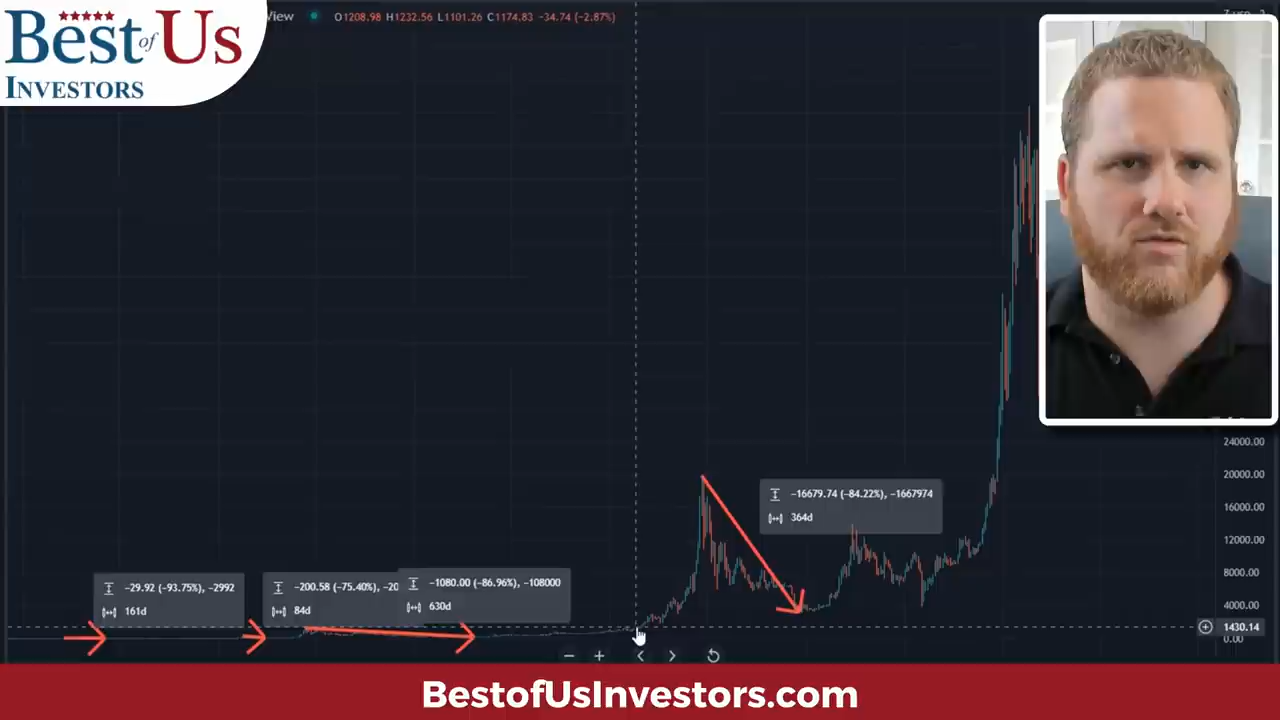 Best of Us
INVESTORS
View O1208.98 H1232.56 L1101.26 C1174.83 −34.74 (−2.87%)
24000.00
20000.00
16000.00
12000.00
8000.00
4000.00
1430.14
0.00
−16679.74 (−84.22%), −1667974
364d
−29.92 (−93.75%), −2992
161d
−200.58 (−75.40%), −20
84d
−1080.00 (−86.96%), −108000
630d
BestofUsInvestors.com